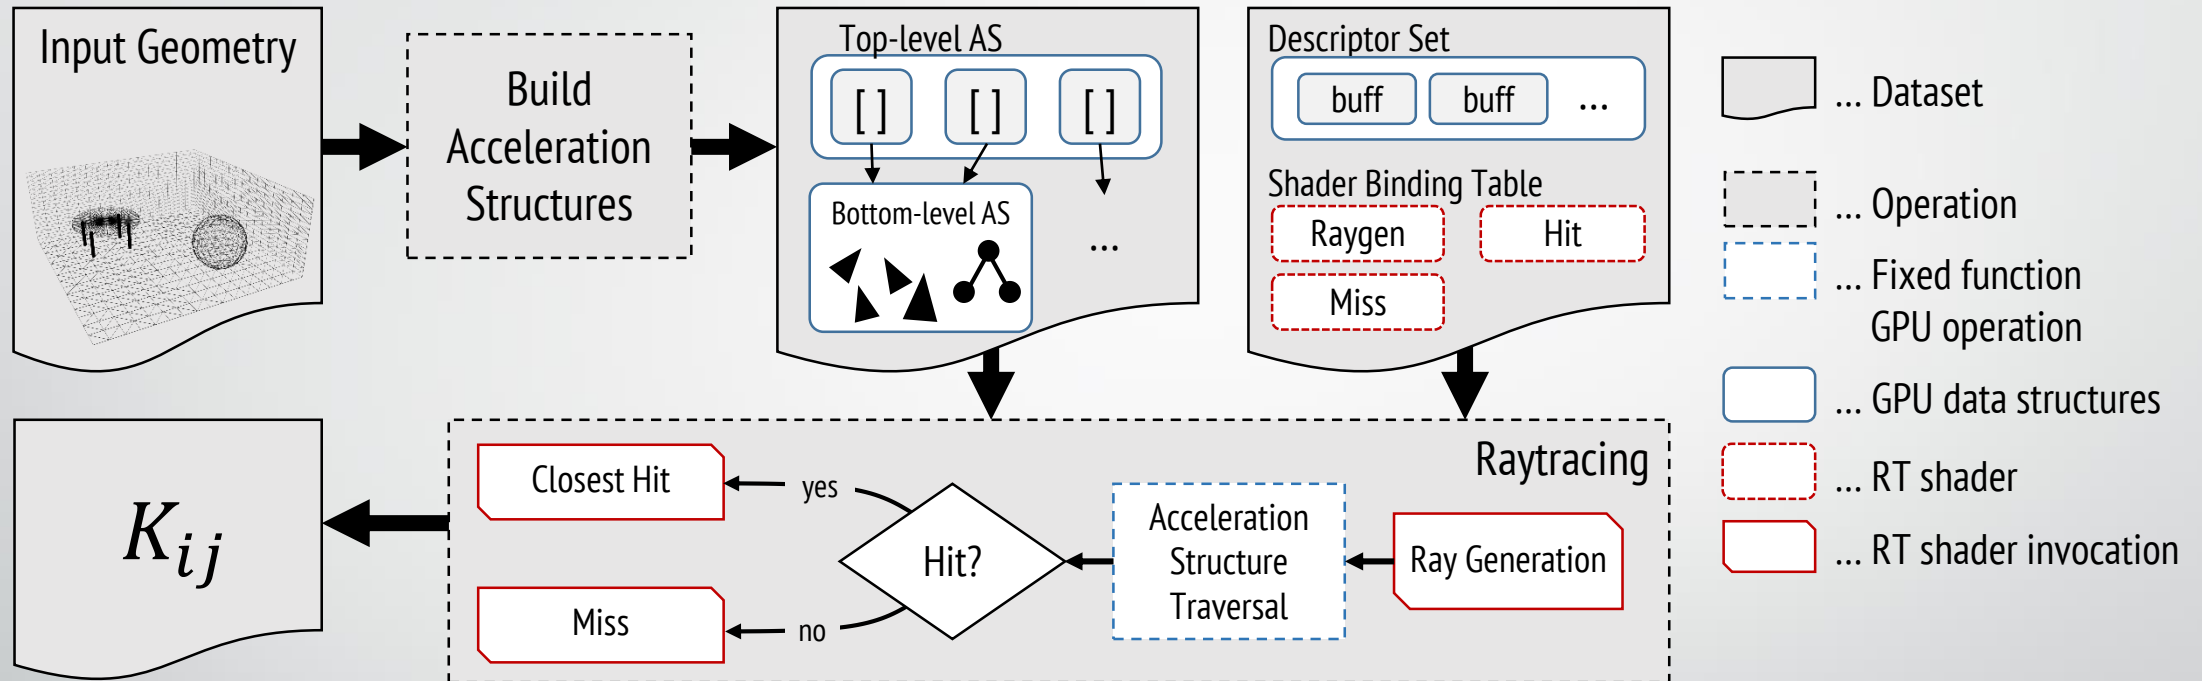 Input Geometry
Build
Acceleration
Structures
Top-level AS
[ ] [ ] [ ]
Bottom-level AS
...
Descriptor Set
buff buff ...
Shader Binding Table
Raygen Hit
Miss
... Dataset
... Operation
... Fixed function
GPU operation
... GPU data structures
... RT shader
... RT shader invocation
Raytracing
Ray Generation
Acceleration
Structure
Traversal
Hit?
yes
Closest Hit
no
Miss
K_{ij}